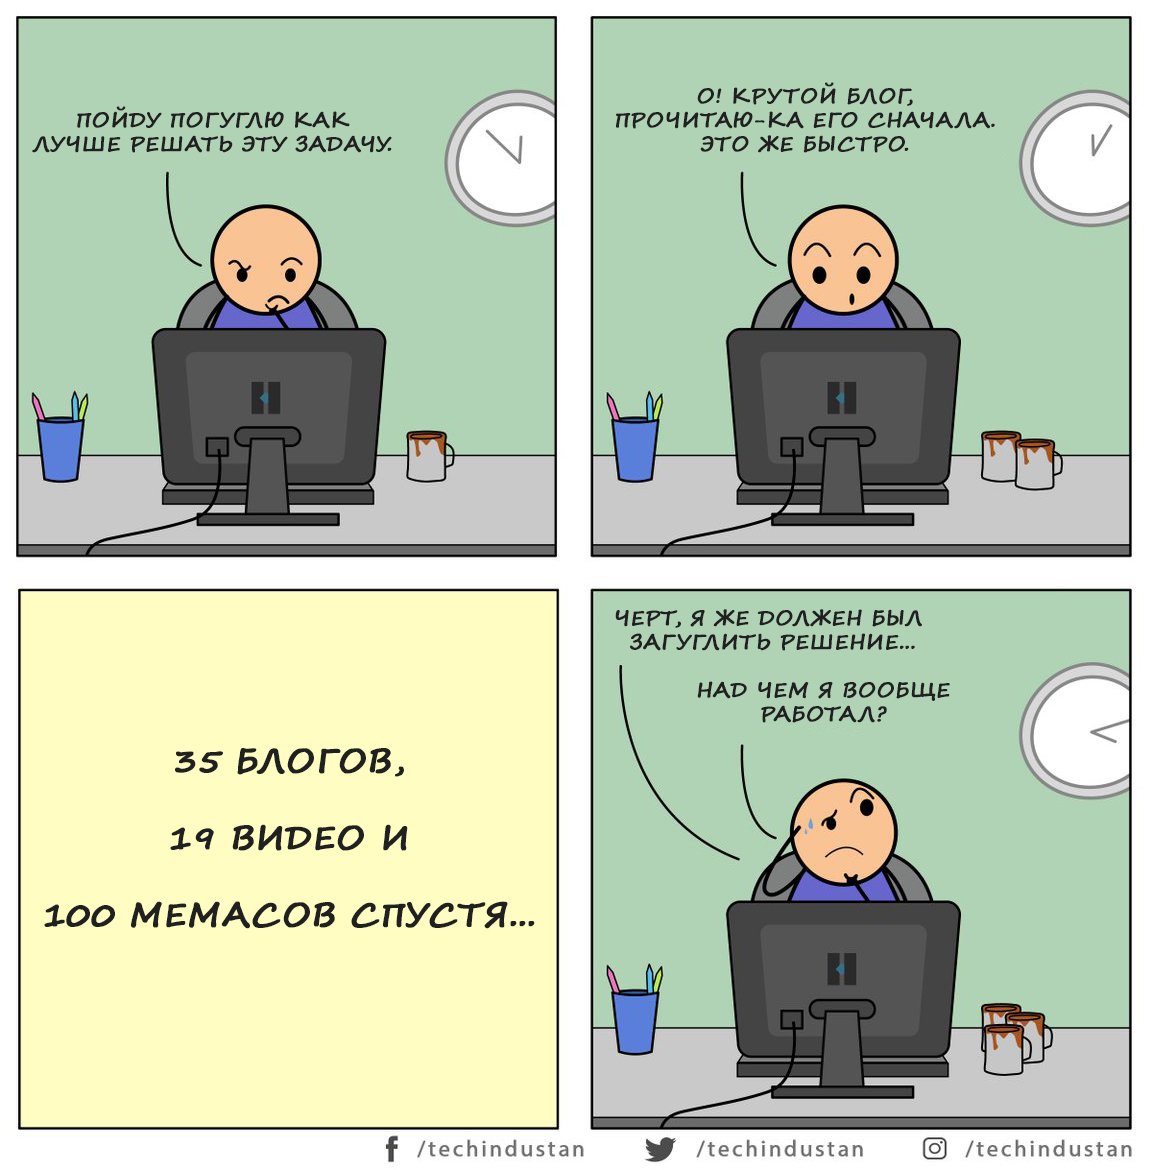 ПОЙДУ ПОГУГЛЮ КАК
ЛУЧШЕ РЕШАТЬ ЭТУ ЗАДАЧУ.
О! КРУТОЙ БЛОГ,
ПРОЧИТАЮ-КА ЕГО СНАЧАЛА.
ЭТО ЖЕ БЫСТРО.
35 БЛОГОВ,
19 ВИДЕО И
100 МЕМАСОВ СПУСТЯ...
ЧЕРТ, Я ЖЕ ДОЛЖЕН БЫЛ
ЗАГУГЛИТЬ РЕШЕНИЕ...
НАД ЧЕМ Я ВООБЩЕ
РАБОТАЛ?
/techindustan /techindustan /techindustan